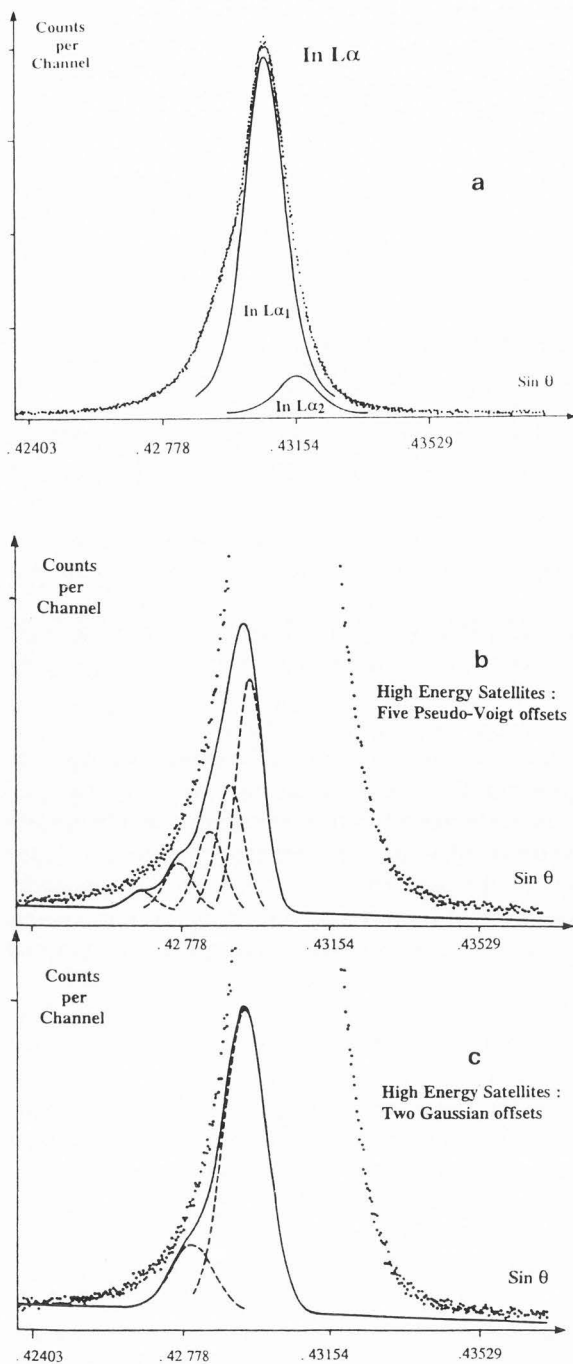 Counts
per
Channel
In Lα
a
In Lα1
In Lα2
Sin θ
.42403 .42 778 .43154 .43529
Counts
per
Channel
b
High Energy Satellites :
Five Pseudo-Voigt offsets
Sin θ
.42 778 .43154 .43529
Counts
per
Channel
c
High Energy Satellites :
Two Gaussian offsets
Sin θ
.42403 .42 778 .43154 .43529